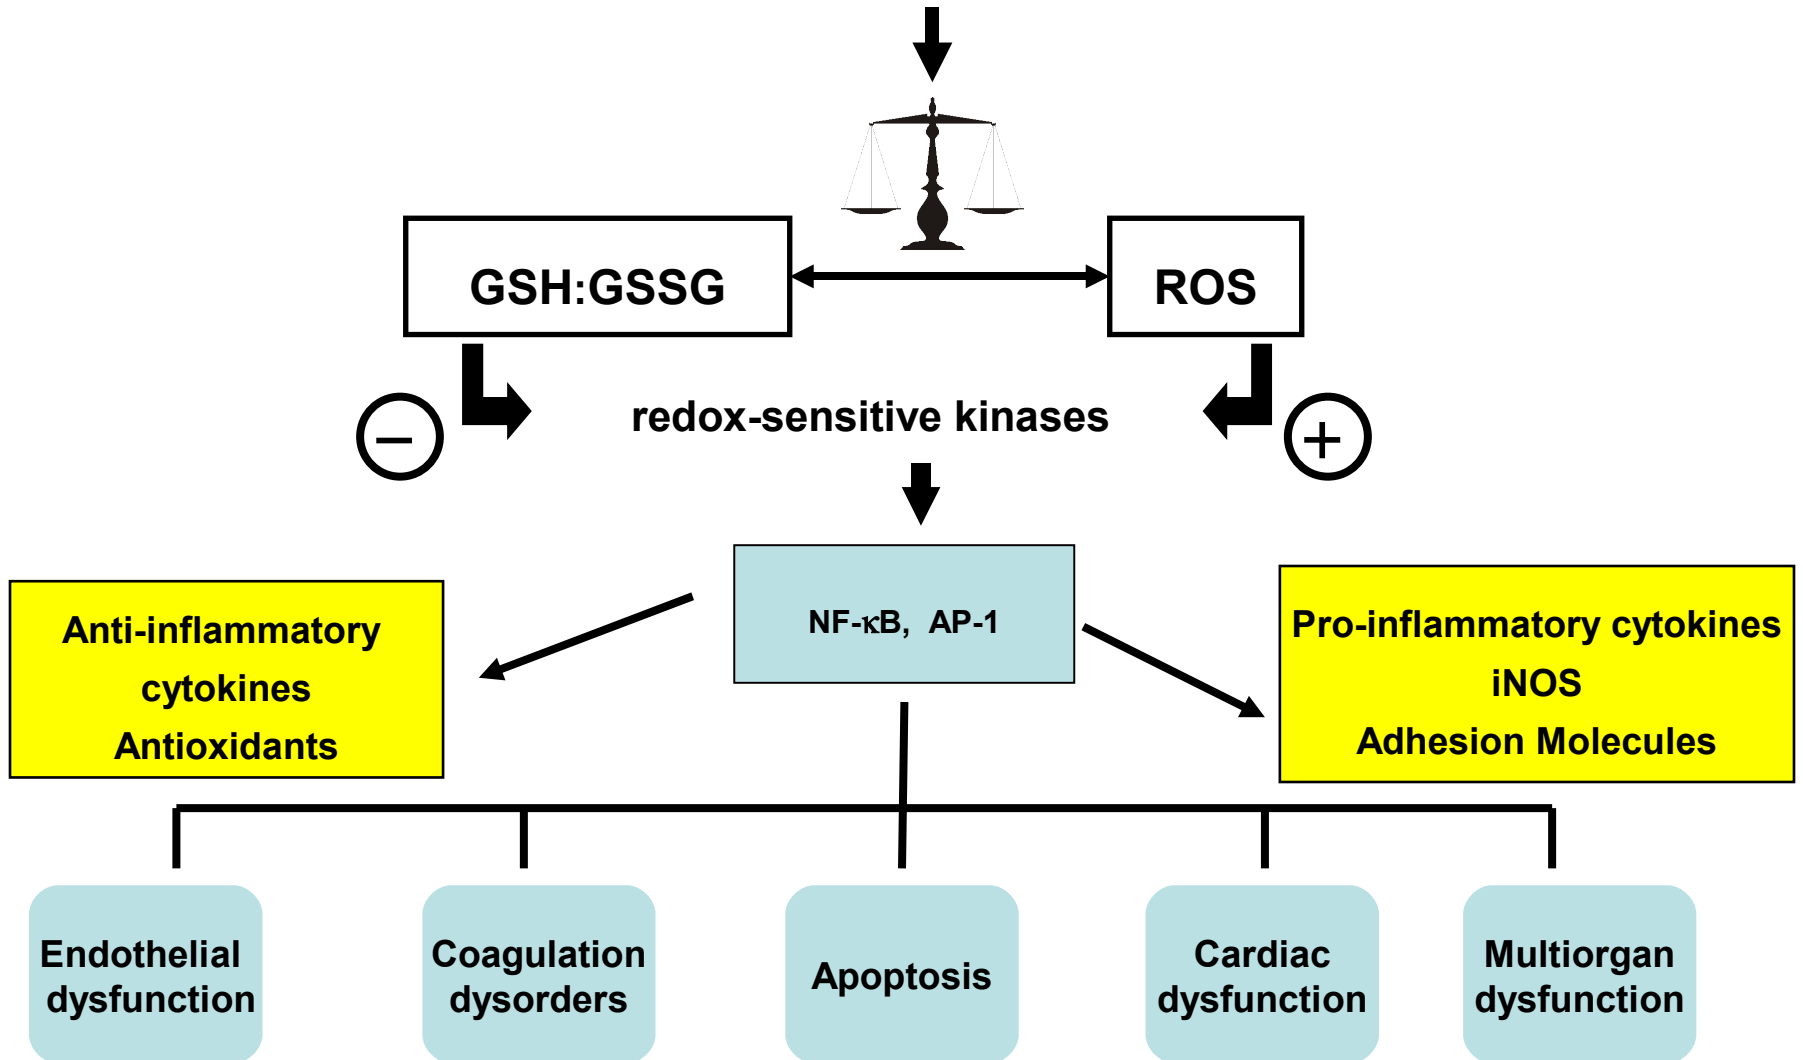 GSH:GSSG
ROS
redox-sensitive kinases
−
+
NF-κB, AP-1
Anti-inflammatory
cytokines
Antioxidants
Pro-inflammatory cytokines
iNOS
Adhesion Molecules
Endothelial
dysfunction
Coagulation
dysorders
Apoptosis
Cardiac
dysfunction
Multiorgan
dysfunction